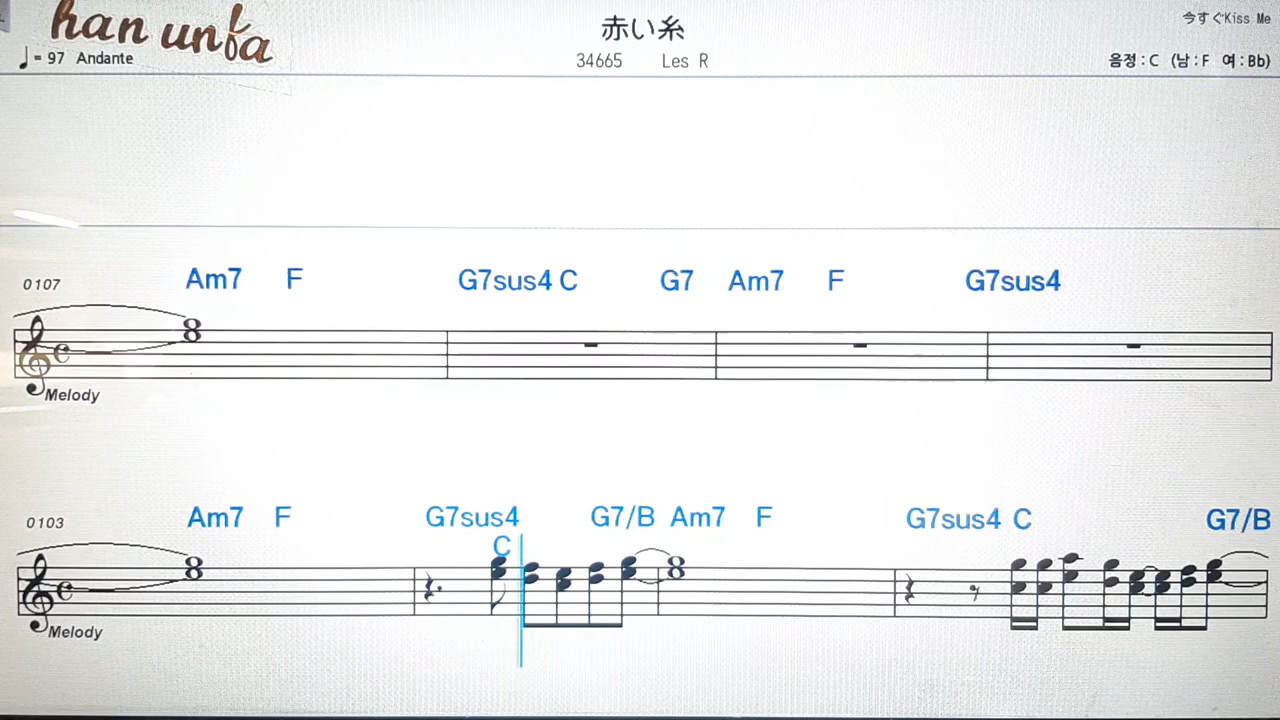 han unfa
赤い糸
今すぐKiss Me
♩= 97 Andante
34665 Les R
음정 : C (남 : F 여 : Bb)
0107 Am7 F G7sus4 C G7 Am7 F G7sus4
Melody
0103 Am7 F G7sus4 C G7/B Am7 F G7sus4 C G7/B
Melody